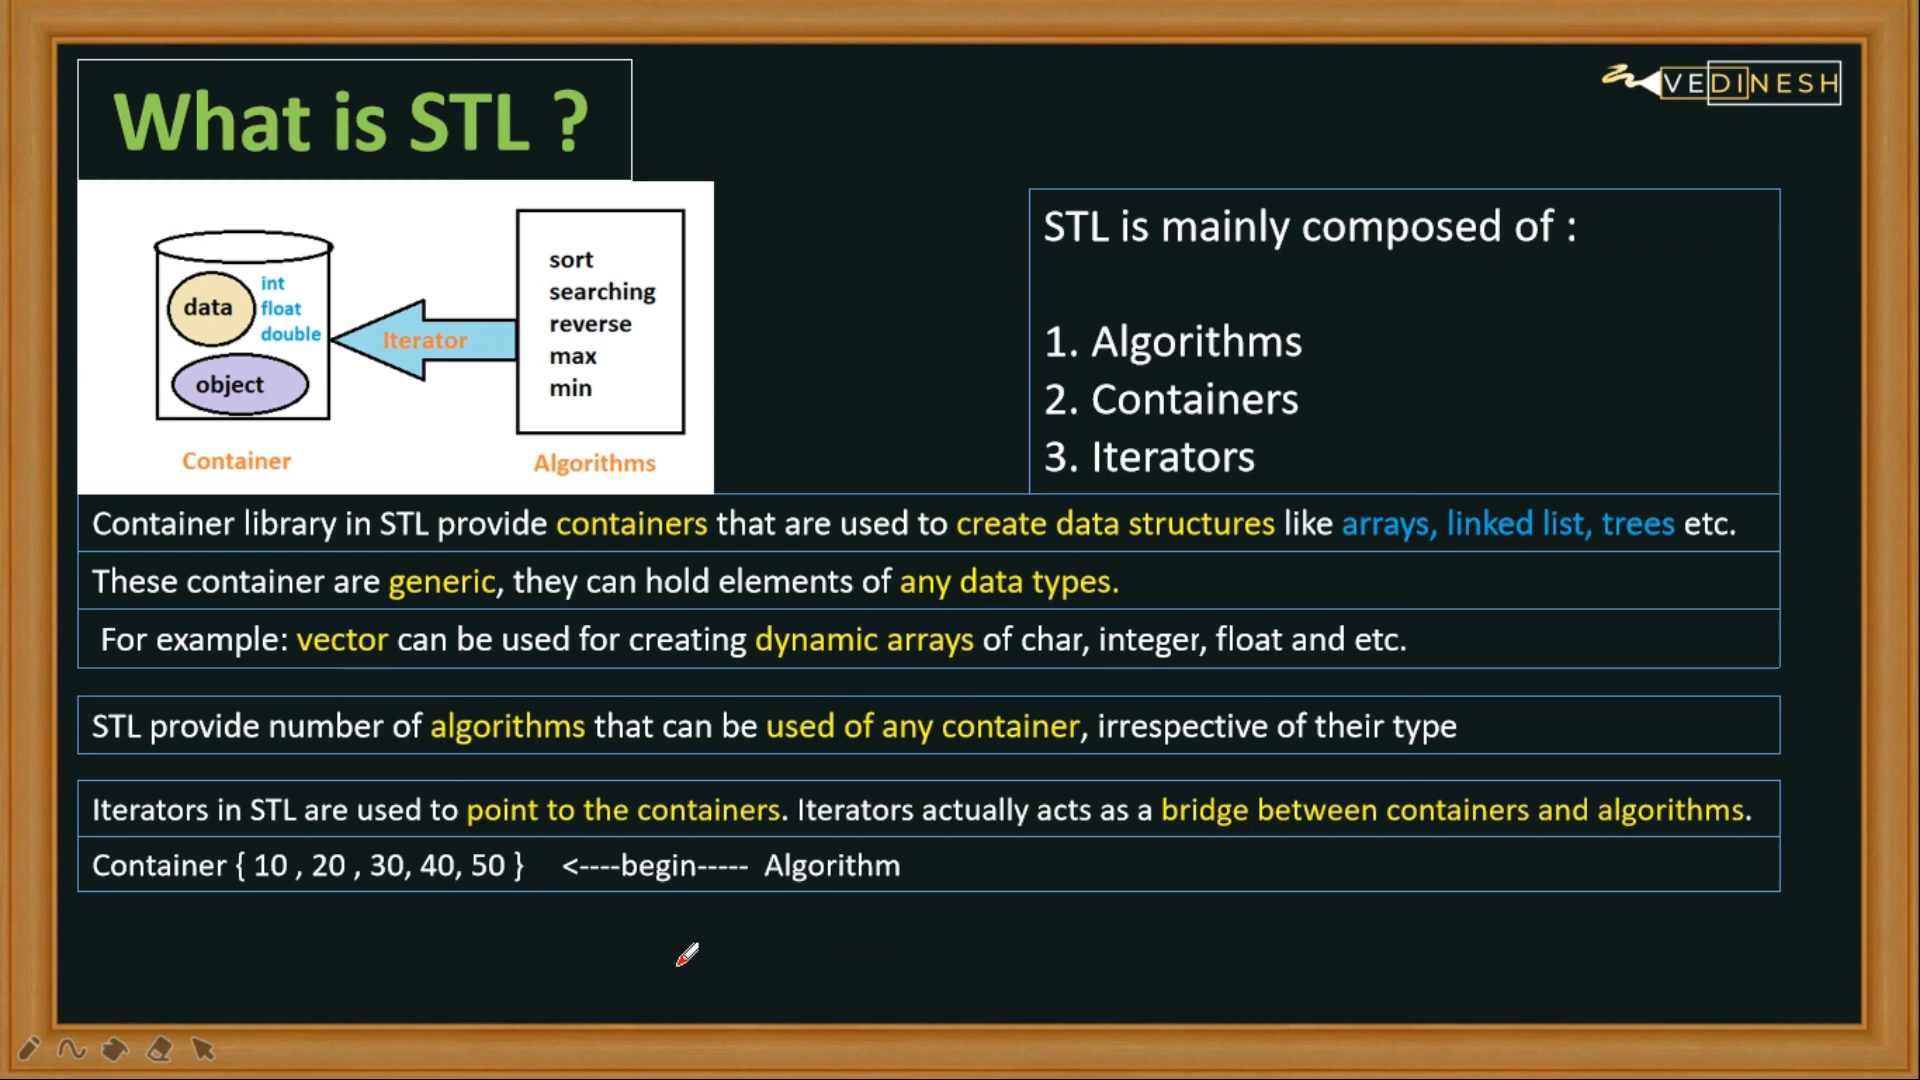 What is STL ?
VEDINESH
data
int
float
double
object
Iterator
sort
searching
reverse
max
min
Container
Algorithms
STL is mainly composed of :
1. Algorithms
2. Containers
3. Iterators
Container library in STL provide containers that are used to create data structures like arrays, linked list, trees etc.
These container are generic, they can hold elements of any data types.
For example: vector can be used for creating dynamic arrays of char, integer, float and etc.
STL provide number of algorithms that can be used of any container, irrespective of their type
Iterators in STL are used to point to the containers. Iterators actually acts as a bridge between containers and algorithms.
Container { 10 , 20 , 30, 40, 50 } <----begin----- Algorithm